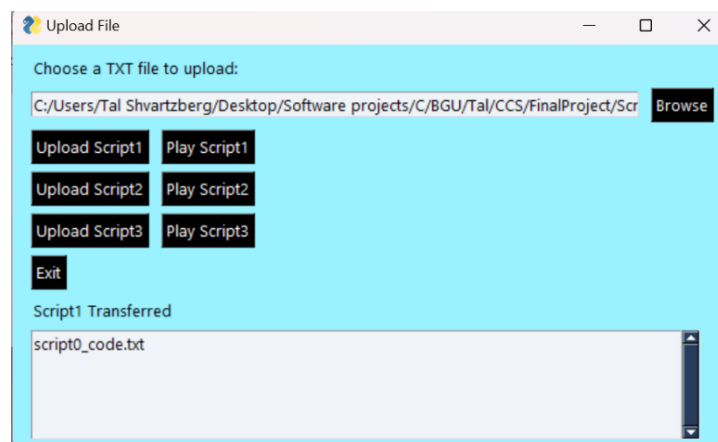 Upload File
Choose a TXT file to upload:
C:/Users/Tal Shvartzberg/Desktop/Software projects/C/BGU/Tal/CCS/FinalProject/Scr Browse
Upload Script1 Play Script1
Upload Script2 Play Script2
Upload Script3 Play Script3
Exit
Script1 Transferred
script0_code.txt